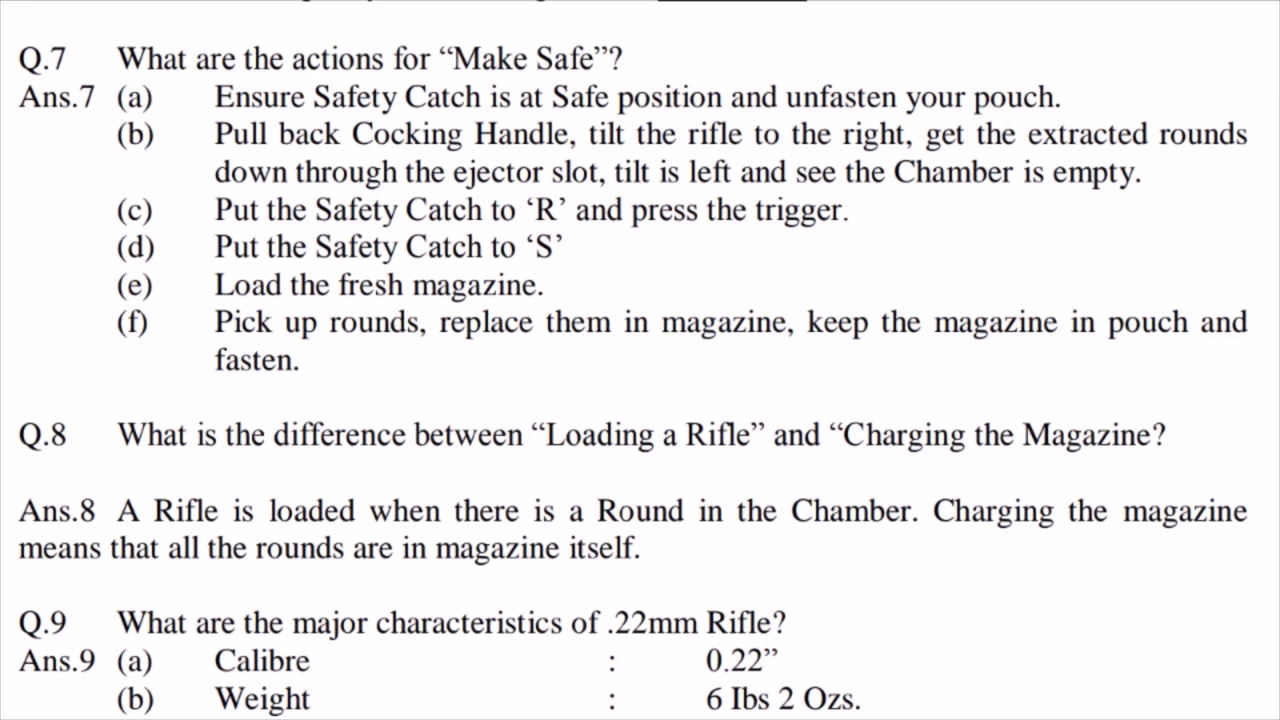 Q.7 What are the actions for “Make Safe”?
Ans.7 (a) Ensure Safety Catch is at Safe position and unfasten your pouch.
(b) Pull back Cocking Handle, tilt the rifle to the right, get the extracted rounds
down through the ejector slot, tilt is left and see the Chamber is empty.
(c) Put the Safety Catch to ‘R’ and press the trigger.
(d) Put the Safety Catch to ‘S’
(e) Load the fresh magazine.
(f) Pick up rounds, replace them in magazine, keep the magazine in pouch and
fasten.
Q.8 What is the difference between “Loading a Rifle” and “Charging the Magazine?
Ans.8 A Rifle is loaded when there is a Round in the Chamber. Charging the magazine
means that all the rounds are in magazine itself.
Q.9 What are the major characteristics of .22mm Rifle?
Ans.9 (a) Calibre : 0.22”
(b) Weight : 6 Ibs 2 Ozs.